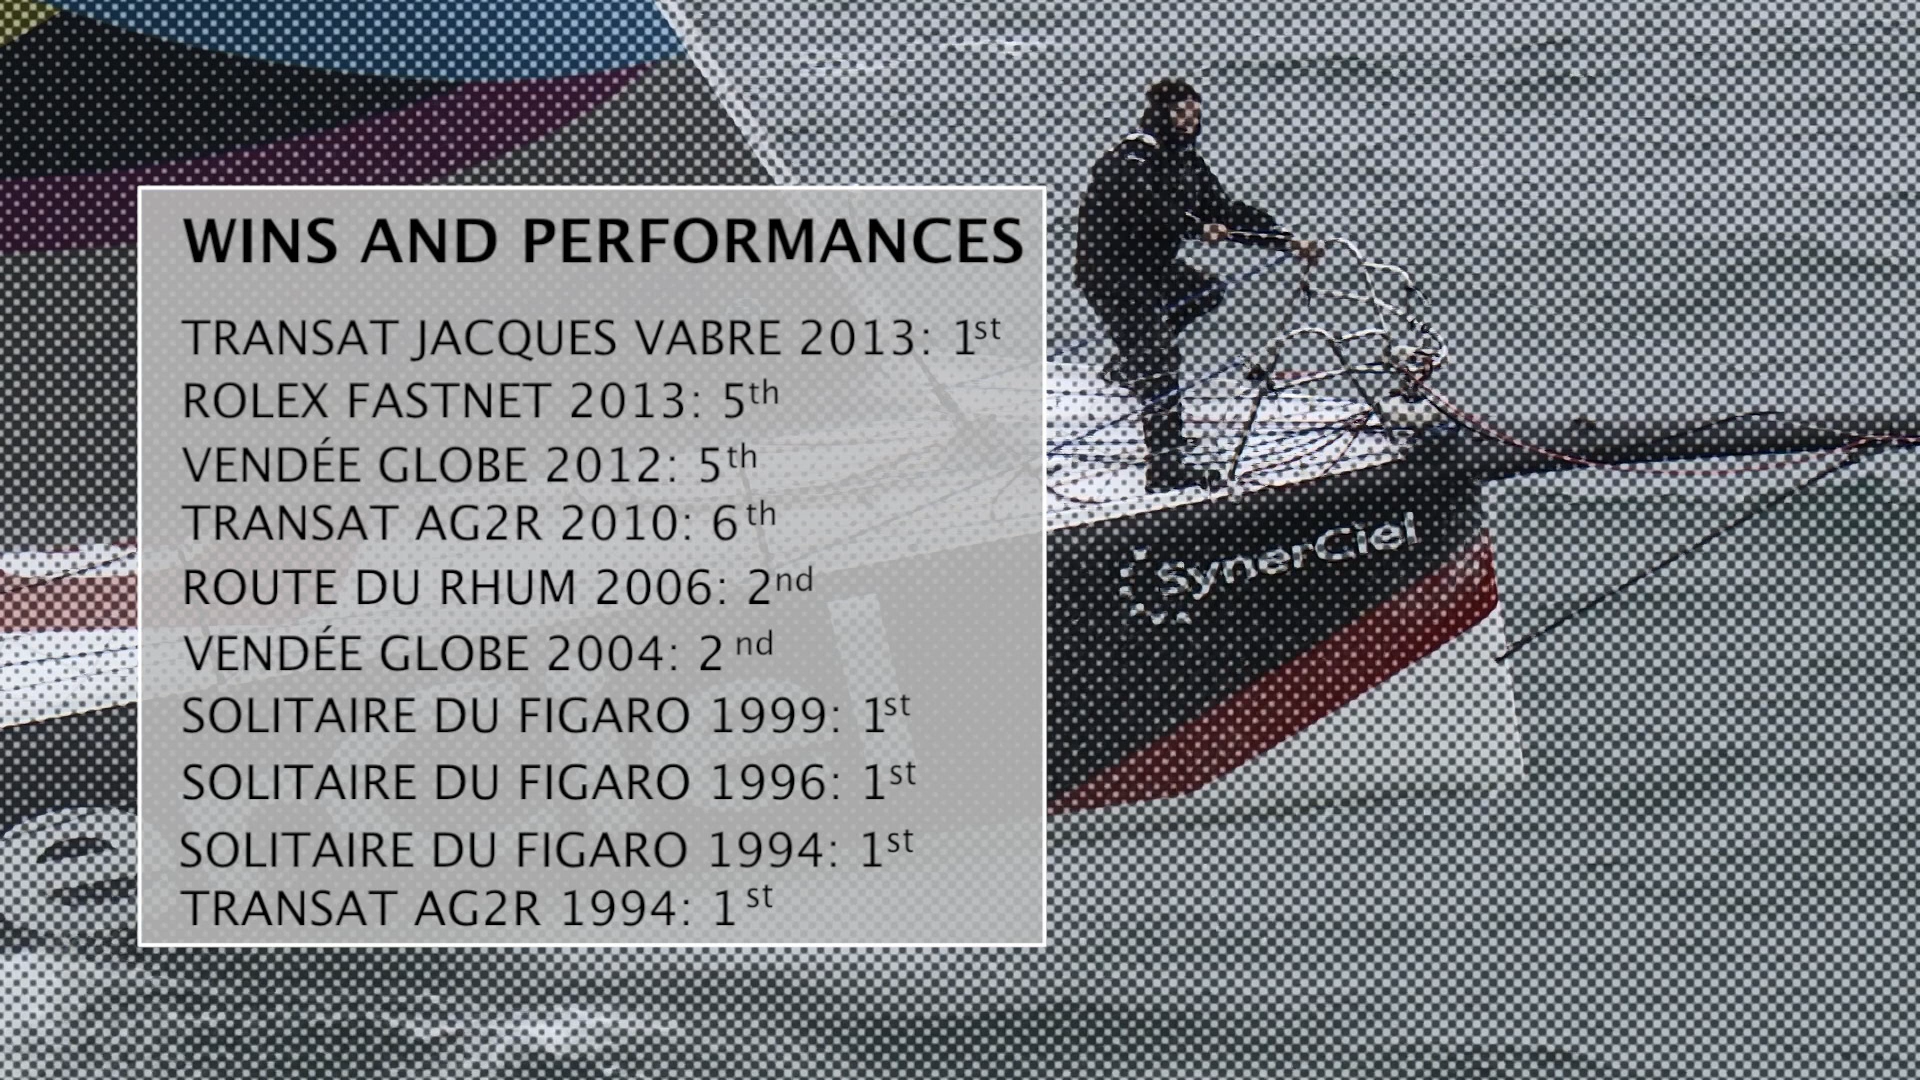 WINS AND PERFORMANCES
TRANSAT JACQUES VABRE 2013: 1st
ROLEX FASTNET 2013: 5th
VENDÉE GLOBE 2012: 5th
TRANSAT AG2R 2010: 6th
ROUTE DU RHUM 2006: 2nd
VENDÉE GLOBE 2004: 2nd
SOLITAIRE DU FIGARO 1999: 1st
SOLITAIRE DU FIGARO 1996: 1st
SOLITAIRE DU FIGARO 1994: 1st
TRANSAT AG2R 1994: 1st
SynerCiel